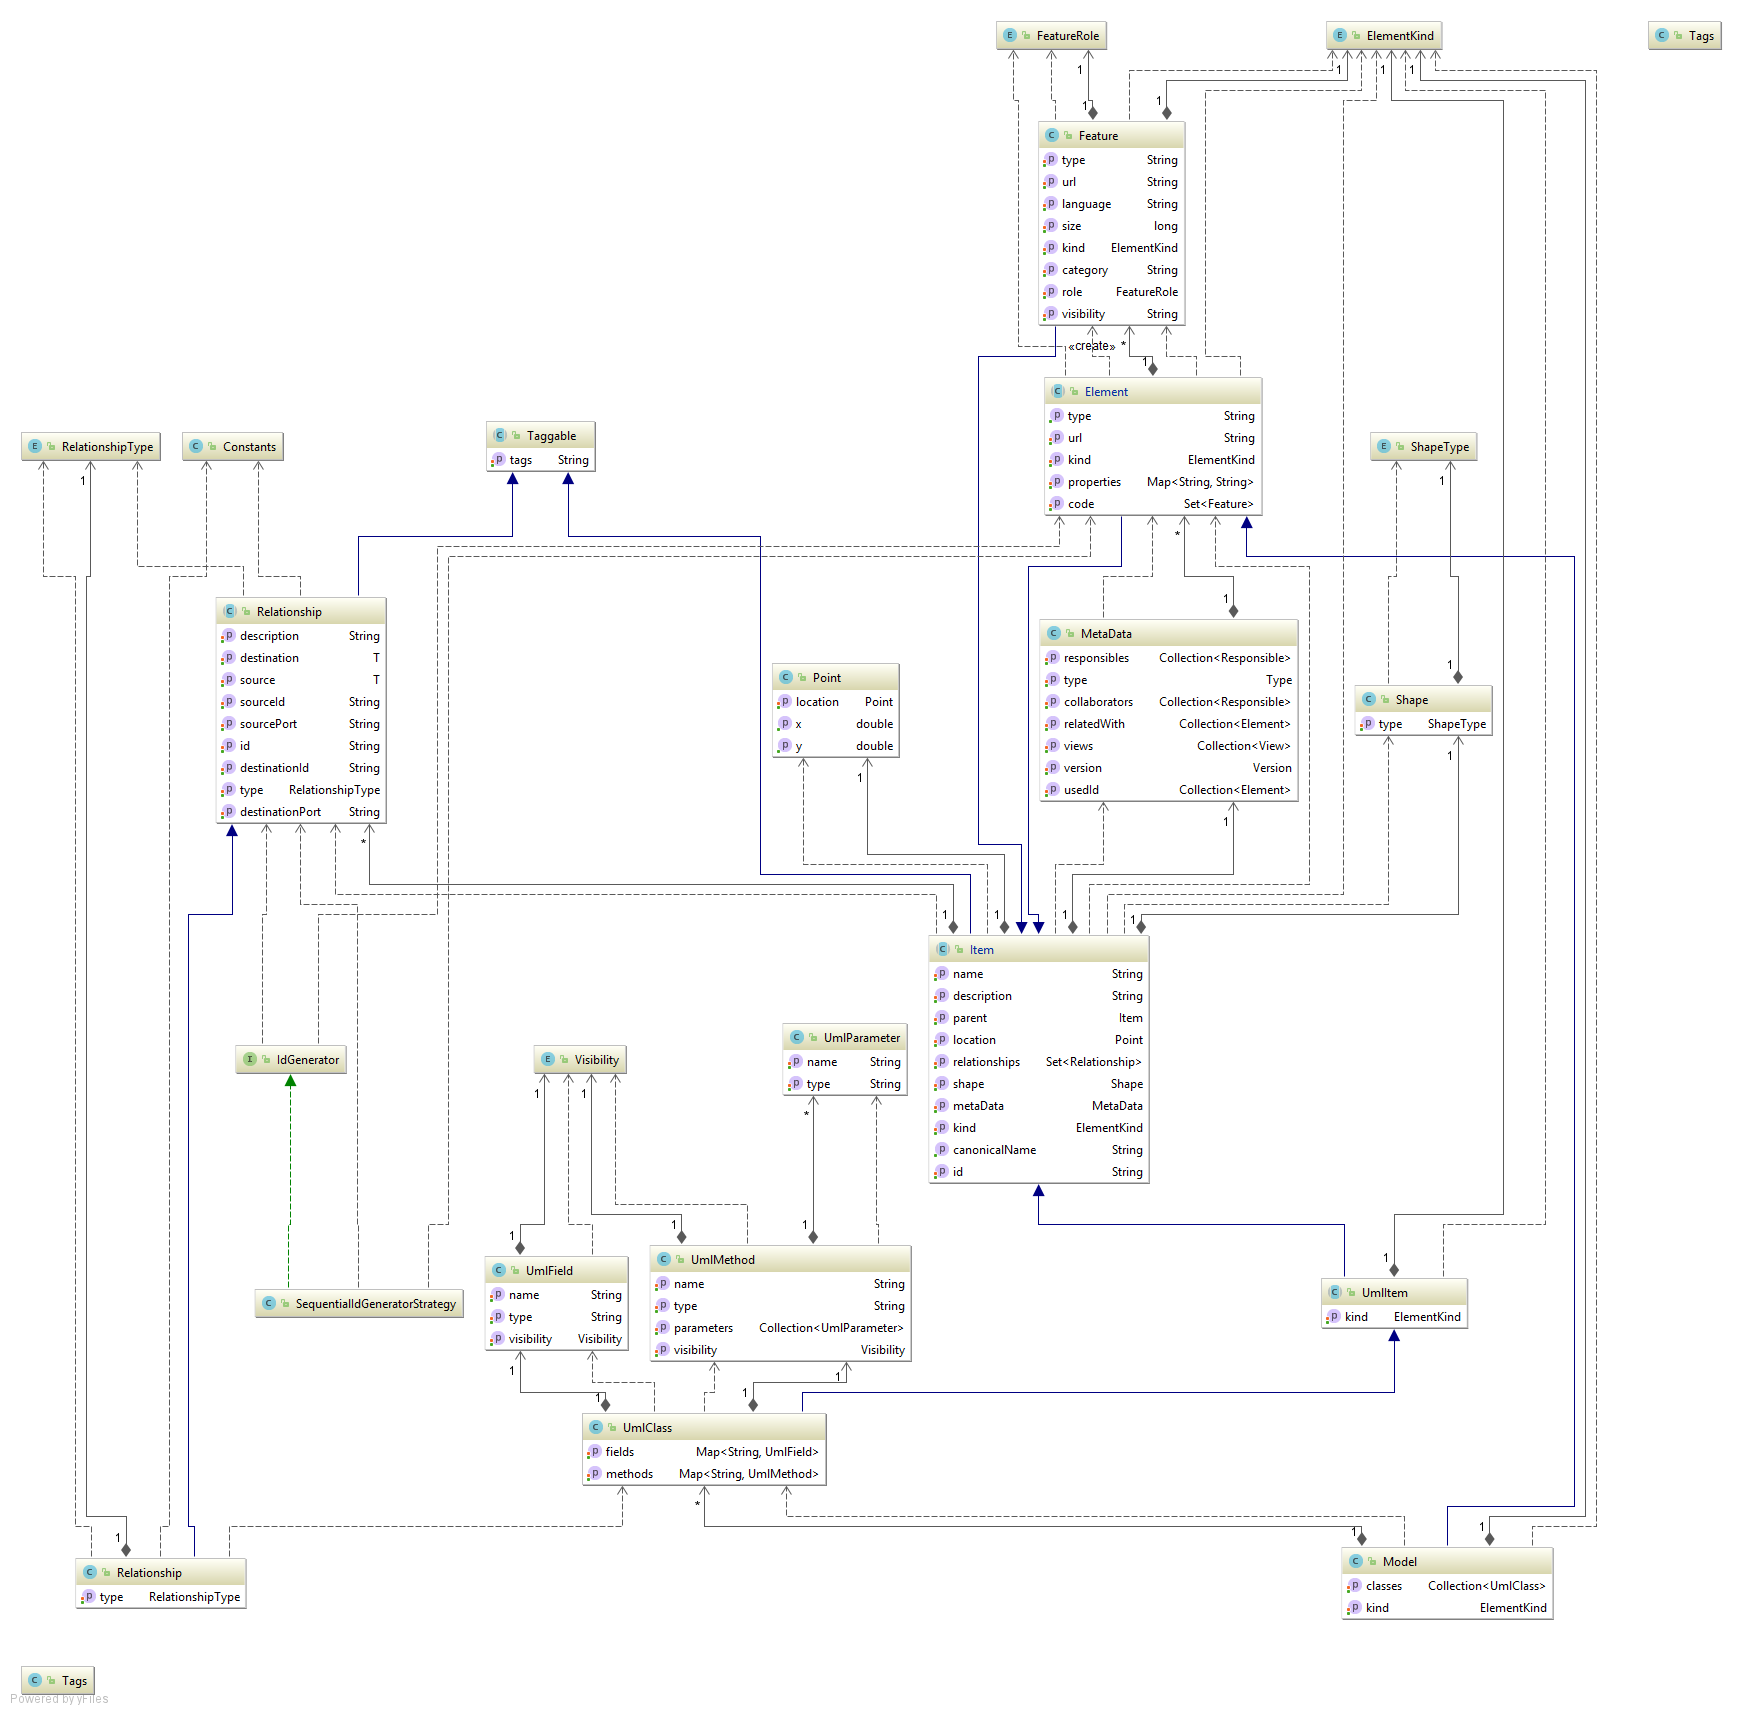 FeatureRole
ElementKind
Tags
1
1
1
1
1
1
Feature
type String
url String
language String
size long
kind ElementKind
category String
role FeatureRole
visibility String
«create»
*
1
Element
type String
url String
kind ElementKind
properties Map<String, String>
code Set<Feature>
RelationshipType
Constants
Taggable
tags String
ShapeType
1
1
*
1
1
Relationship
description String
destination T
source T
sourceId String
sourcePort String
id String
destinationId String
type RelationshipType
destinationPort String
MetaData
responsibles Collection<Responsible>
type Type
collaborators Collection<Responsible>
relatedWith Collection<Element>
views Collection<View>
version Version
usedId Collection<Element>
Point
location Point
x double
y double
Shape
type ShapeType
1
1
1
*
1
1
1
1
Item
name String
description String
parent Item
location Point
relationships Set<Relationship>
shape Shape
metaData MetaData
kind ElementKind
canonicalName String
id String
IdGenerator
Visibility
UmlParameter
name String
type String
1
1
*
1
1
1
1
SequentialIdGeneratorStrategy
UmlField
name String
type String
visibility Visibility
UmlMethod
name String
type String
parameters Collection<UmlParameter>
visibility Visibility
UmlItem
kind ElementKind
1
1
1
1
UmlClass
fields Map<String, UmlField>
methods Map<String, UmlMethod>
*
1
1
1
Relationship
type RelationshipType
Model
classes Collection<UmlClass>
kind ElementKind
Tags
Powered by yFiles